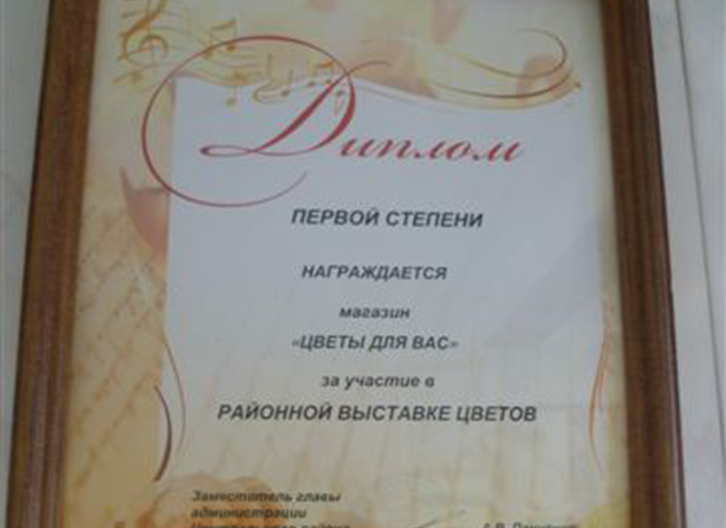 Диплом
ПЕРВОЙ СТЕПЕНИ
НАГРАЖДАЕТСЯ
магазин
«ЦВЕТЫ ДЛЯ ВАС»
за участие в
РАЙОННОЙ ВЫСТАВКЕ ЦВЕТОВ
Заместитель главы
администрации